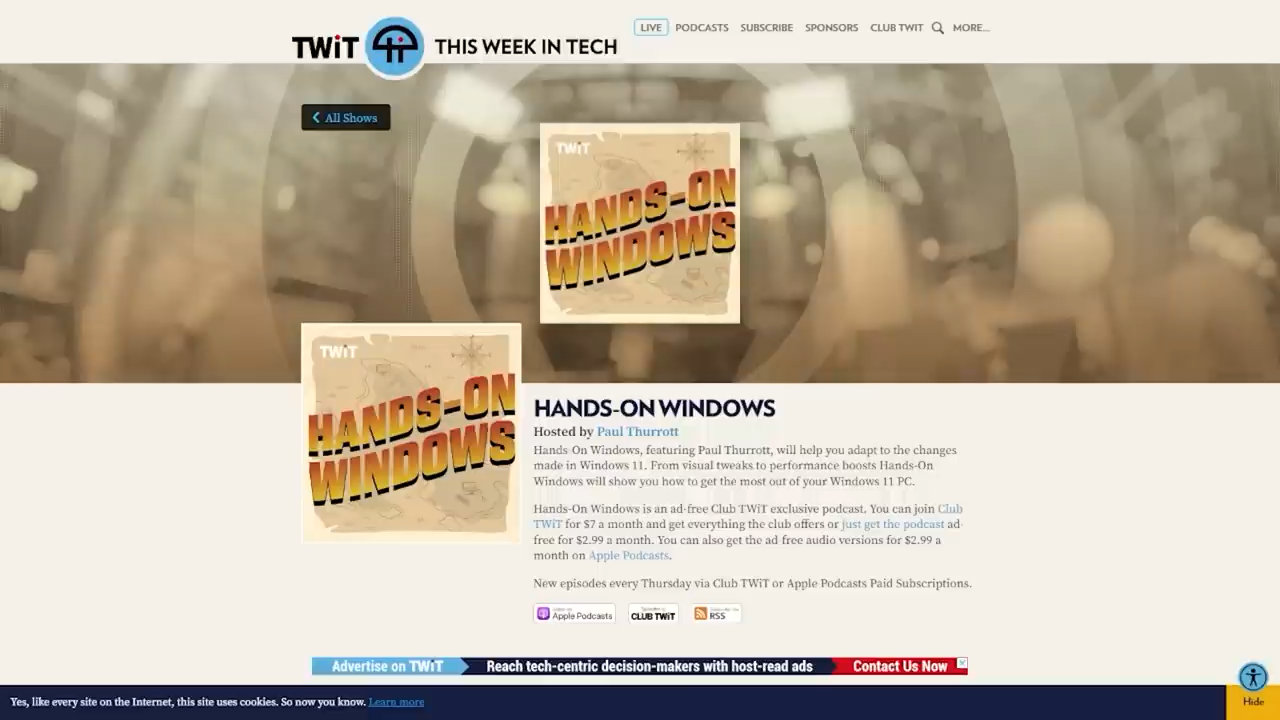 TWiT
THIS WEEK IN TECH
LIVE PODCASTS SUBSCRIBE SPONSORS CLUB TWIT MORE...
All Shows
TWiT
HANDS-ON
WINDOWS
TWiT
HANDS-ON
WINDOWS
HANDS-ON WINDOWS
Hosted by Paul Thurrott
Hands-On Windows, featuring Paul Thurrott, will help you adapt to the changes
made in Windows 11. From visual tweaks to performance boosts Hands-On
Windows will show you how to get the most out of your Windows 11 PC.
Hands-On Windows is an ad-free Club TWiT exclusive podcast. You can join Club
TWiT for $7 a month and get everything the club offers or just get the podcast ad-
free for $2.99 a month. You can also get the ad-free audio versions for $2.99 a
month on Apple Podcasts.
New episodes every Thursday via Club TWiT or Apple Podcasts Paid Subscriptions.
Apple Podcasts
CLUB TWiT
RSS
Advertise on TWiT Reach tech-centric decision-makers with host-read ads Contact Us Now
Yes, like every site on the Internet, this site uses cookies. So now you know. Learn more
Hide